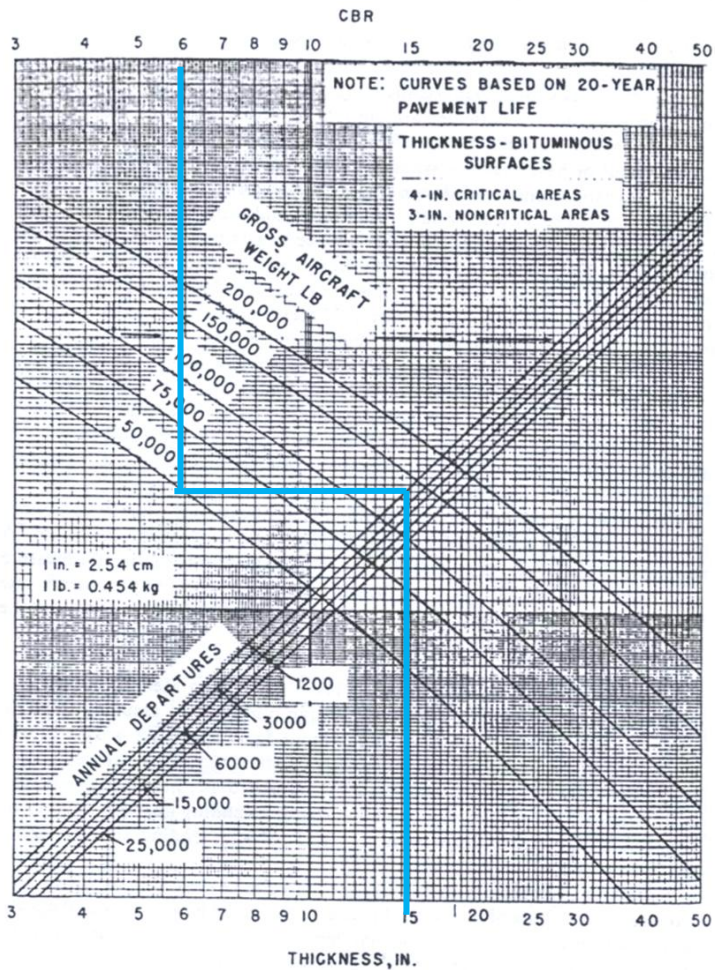 CBR
3 4 5 6 7 8 9 10 15 20 25 30 40 50
NOTE: CURVES BASED ON 20-YEAR
PAVEMENT LIFE
THICKNESS - BITUMINOUS
SURFACES
4-IN. CRITICAL AREAS
3-IN. NONCRITICAL AREAS
GROSS AIRCRAFT
WEIGHT LB
200,000
150,000
100,000
75,000
50,000
1 in. = 2.54 cm
1 lb. = 0.454 kg
ANNUAL DEPARTURES
1200
3000
6000
15,000
25,000
3 4 5 6 7 8 9 10 15 20 25 30 40 50
THICKNESS, IN.